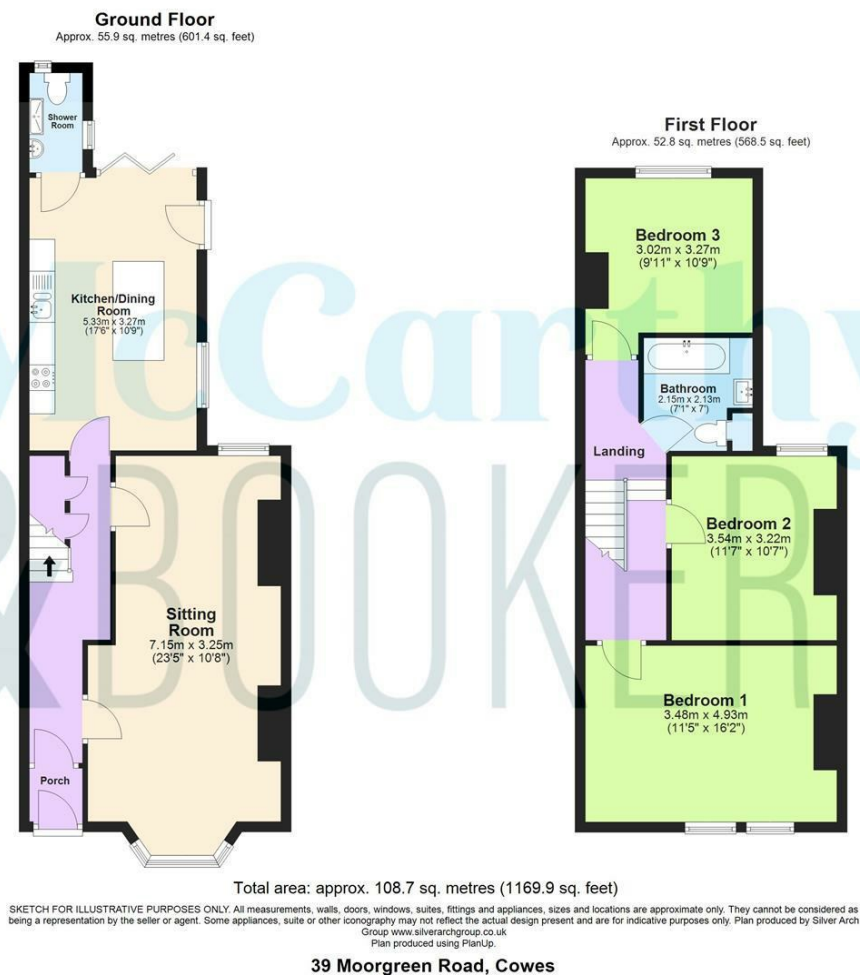 Ground Floor
Approx. 55.9 sq. metres (601.4 sq. feet)
Shower
Room
Kitchen/Dining
Room
5.33m x 3.27m
(17'6" x 10'9")
Sitting
Room
7.15m x 3.25m
(23'5" x 10'8")
Porch
First Floor
Approx. 52.8 sq. metres (568.5 sq. feet)
Bedroom 3
3.02m x 3.27m
(9'11" x 10'9")
Bathroom
2.15m x 2.13m
(7'1" x 7')
Landing
Bedroom 2
3.54m x 3.22m
(11'7" x 10'7")
Bedroom 1
3.48m x 4.93m
(11'5" x 16'2")
McCarthy
& BOOKER
Total area: approx. 108.7 sq. metres (1169.9 sq. feet)
SKETCH FOR ILLUSTRATIVE PURPOSES ONLY. All measurements, walls, doors, windows, suites, fittings and appliances, sizes and locations are approximate only. They cannot be considered as
being a representation by the seller or agent. Some appliances, suite or other iconography may not reflect the actual design present and are for indicative purposes only. Plan produced by Silver Arch
Group www.silverarchgroup.co.uk
Plan produced using PlanUp.
39 Moorgreen Road, Cowes